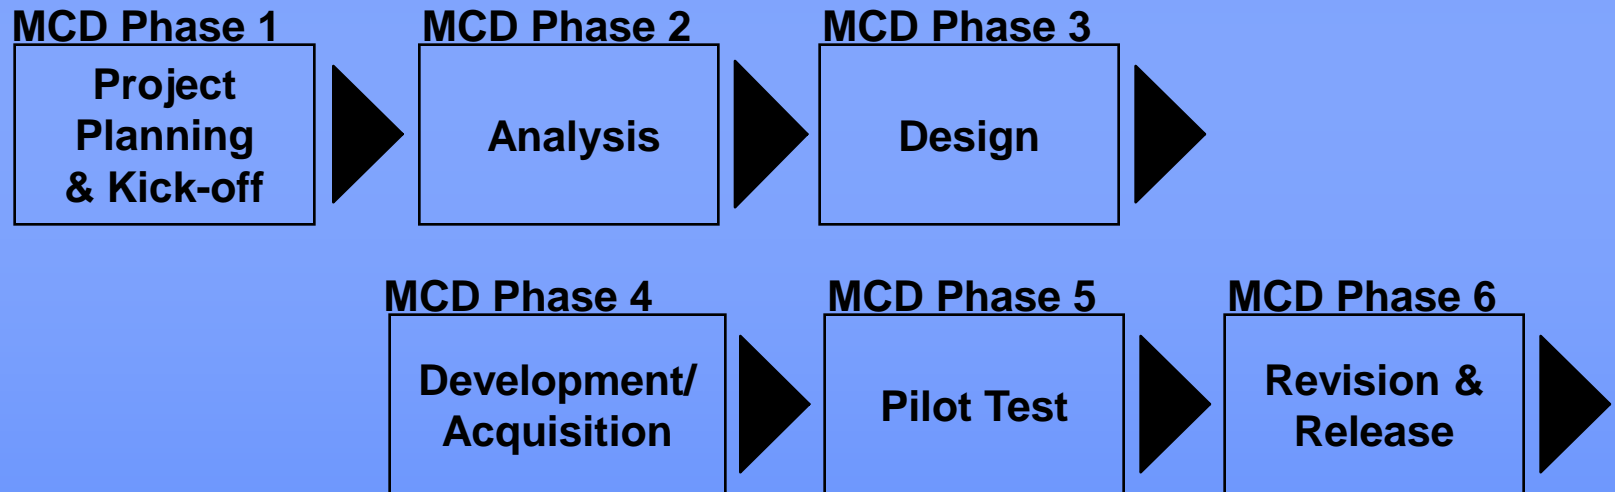 MCD Phase 1
Project
Planning
& Kick-off
MCD Phase 2
Analysis
MCD Phase 3
Design
MCD Phase 4
Development/
Acquisition
MCD Phase 5
Pilot Test
MCD Phase 6
Revision &
Release